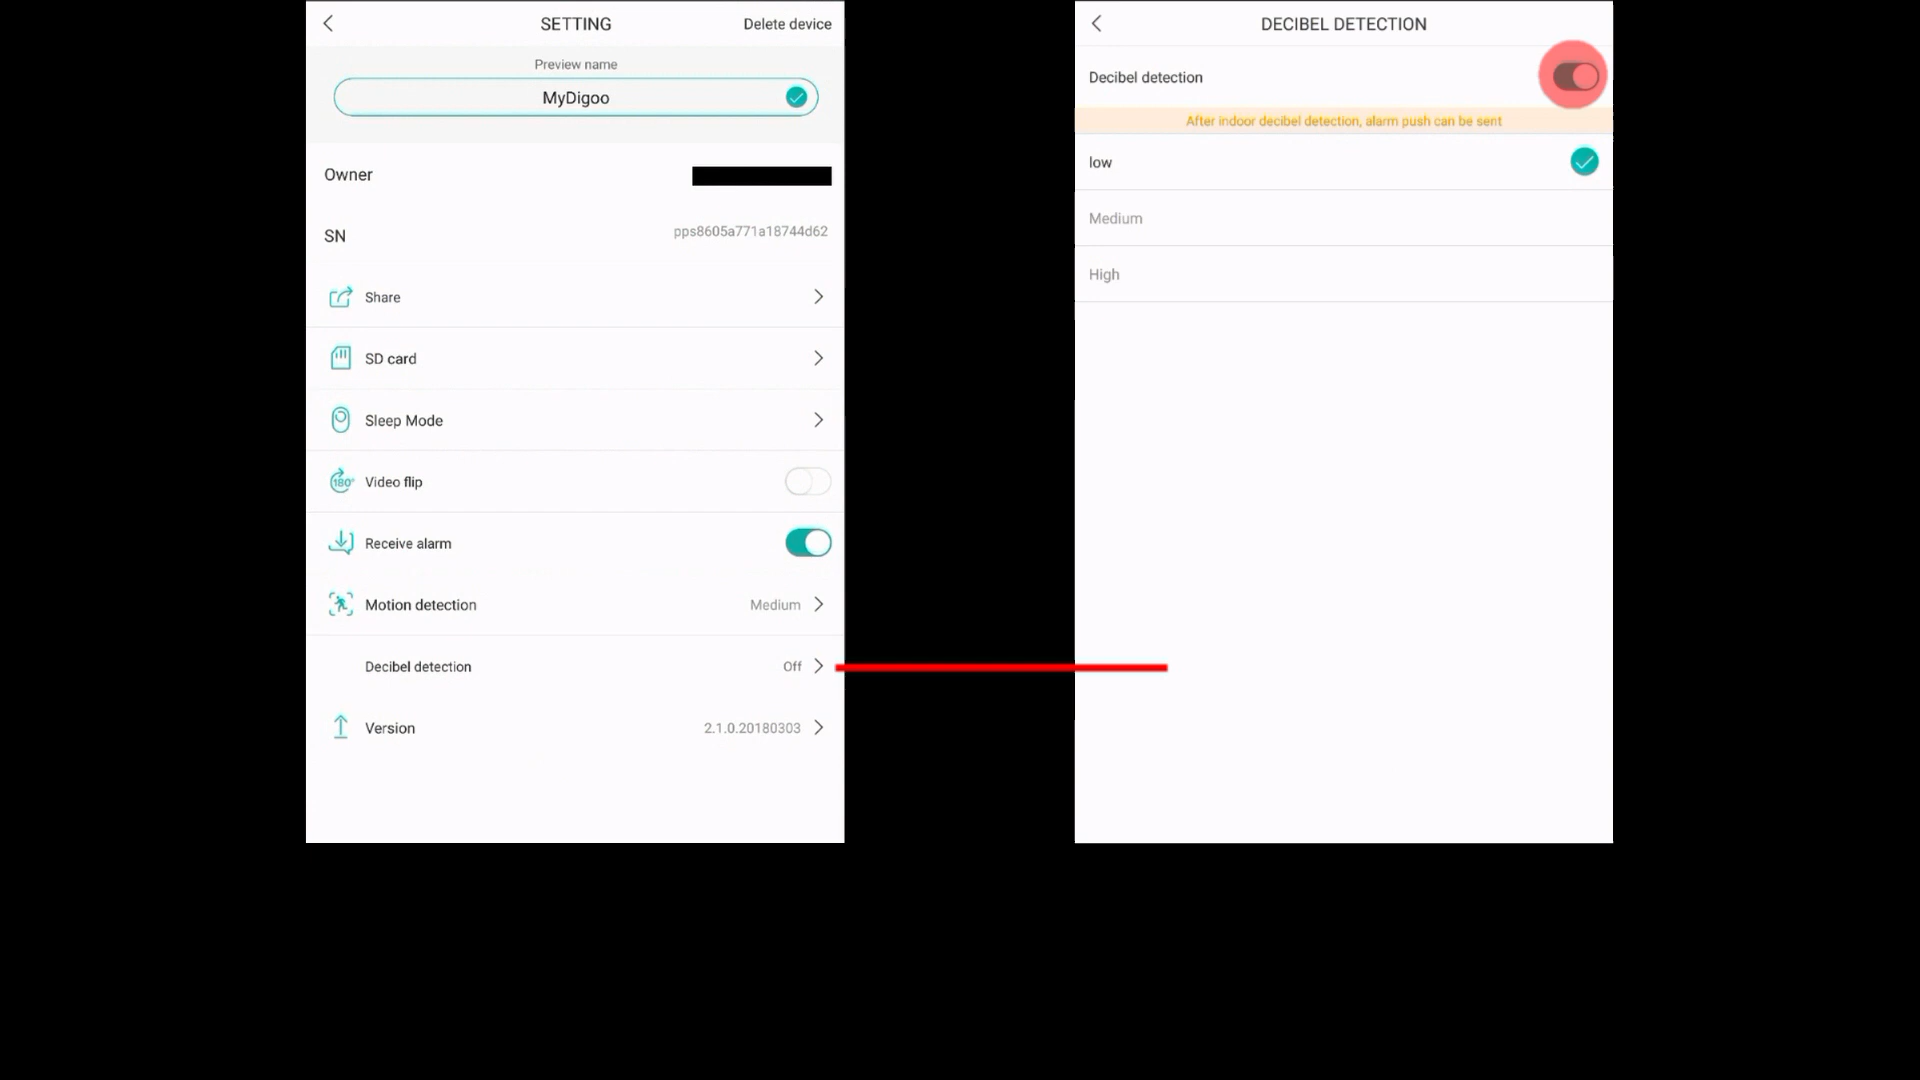 SETTING
Delete device
Preview name
MyDigoo
Owner
SN
pps8605a771a18744d62
Share
SD card
Sleep Mode
180°
Video flip
Receive alarm
Motion detection
Medium
Decibel detection
Off
Version
2.1.0.20180303
DECIBEL DETECTION
Decibel detection
After indoor decibel detection, alarm push can be sent
low
Medium
High